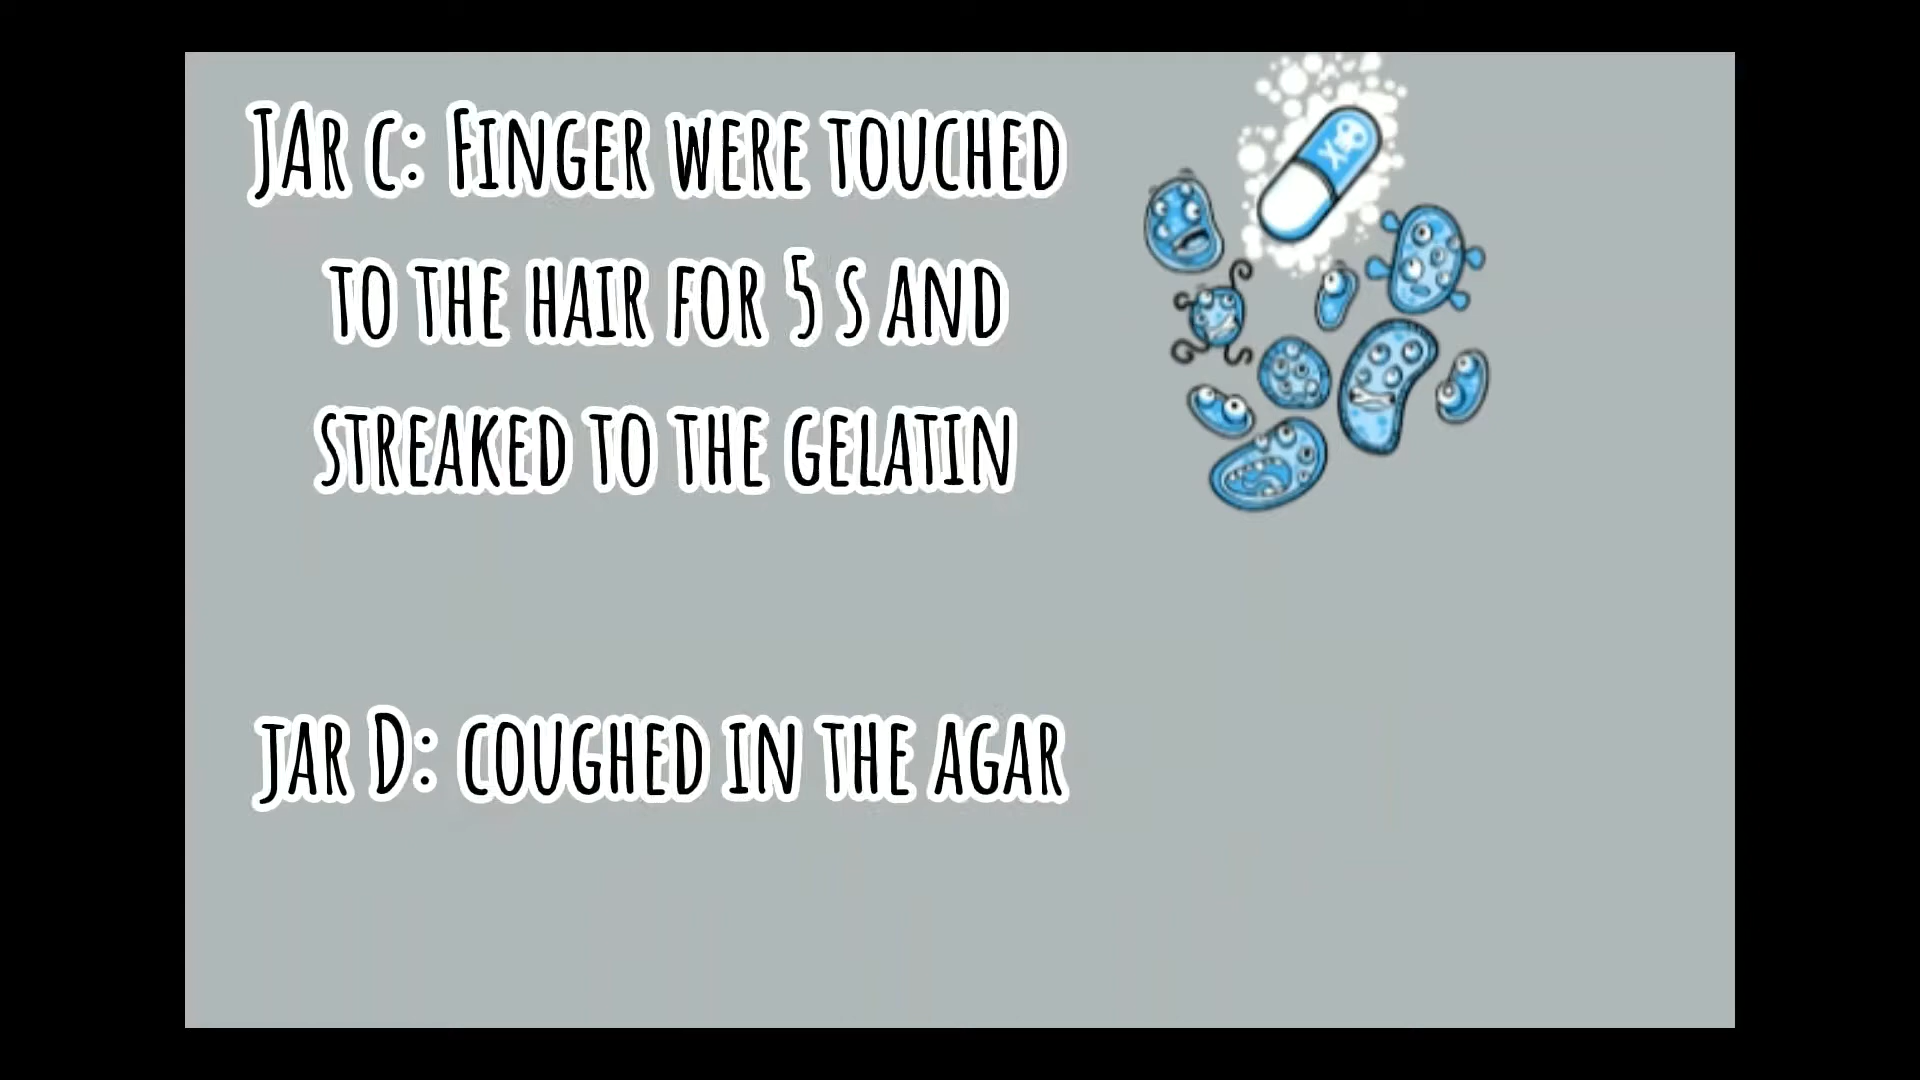 JAr c: Finger were touched
to the hair for 5 s and
streaked to the gelatin
jar D: coughed in the agar